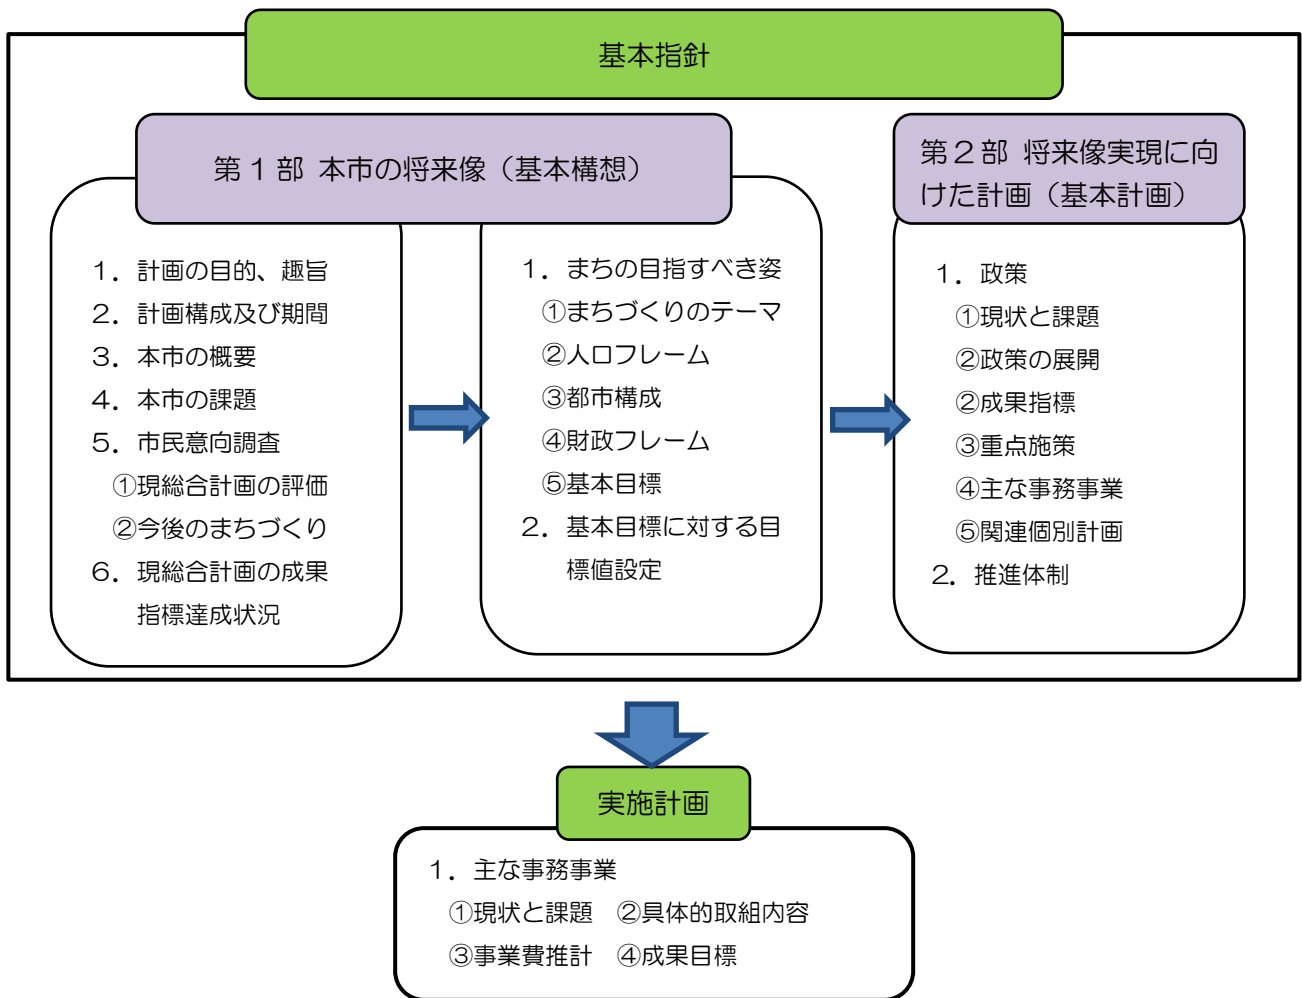 基本指針
第１部 本市の将来像（基本構想）
１．計画の目的、趣旨
２．計画構成及び期間
３．本市の概要
４．本市の課題
５．市民意向調査
①現総合計画の評価
②今後のまちづくり
６．現総合計画の成果
指標達成状況
１．まちの目指すべき姿
①まちづくりのテーマ
②人口フレーム
③都市構成
④財政フレーム
⑤基本目標
２．基本目標に対する目
標値設定
第２部 将来像実現に向
けた計画（基本計画）
１．政策
①現状と課題
②政策の展開
②成果指標
③重点施策
④主な事務事業
⑤関連個別計画
２．推進体制
実施計画
１．主な事務事業
①現状と課題　②具体的取組内容
③事業費推計　④成果目標